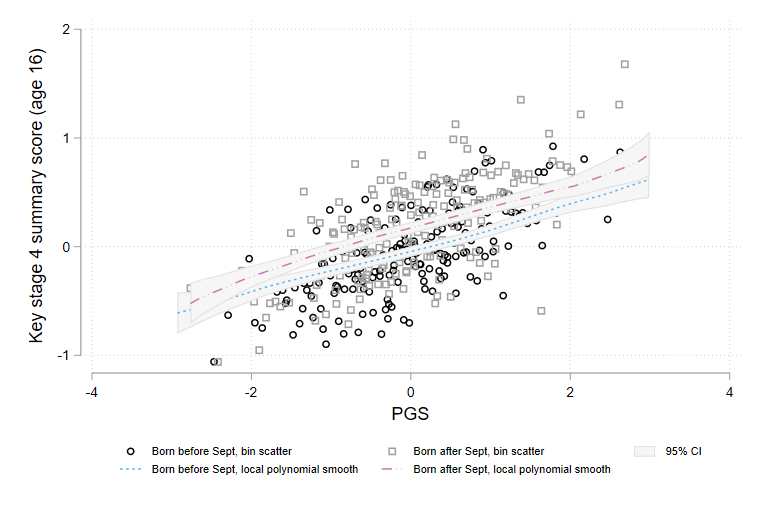 2
1
0
-1
Key stage 4 summary score (age 16)
-4 -2 0 2 4
PGS
Born before Sept, bin scatter Born after Sept, bin scatter 95% CI
Born before Sept, local polynomial smooth Born after Sept, local polynomial smooth